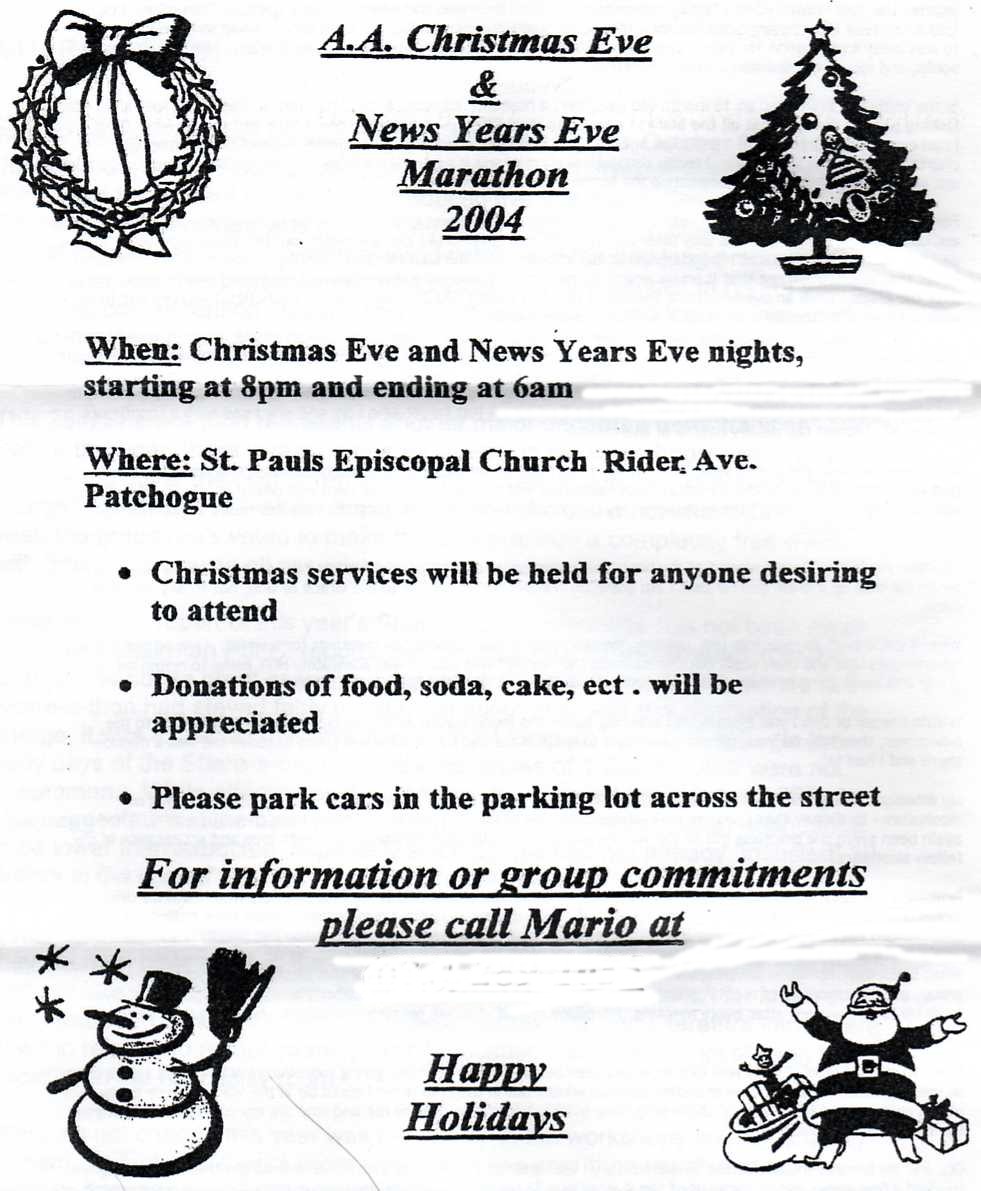 A.A. Christmas Eve
&
News Years Eve
Marathon
2004
When: Christmas Eve and News Years Eve nights,
starting at 8pm and ending at 6am
Where: St. Pauls Episcopal Church Rider Ave.
Patchogue
• Christmas services will be held for anyone desiring
to attend
• Donations of food, soda, cake, ect . will be
appreciated
• Please park cars in the parking lot across the street
For information or group commitments
please call Mario at
Happy
Holidays